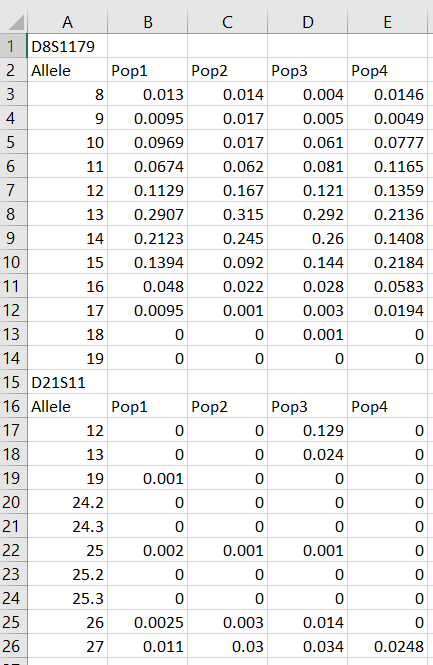 A B C D E
1 D8S1179
2 Allele Pop1 Pop2 Pop3 Pop4
3 8 0.013 0.014 0.004 0.0146
4 9 0.0095 0.017 0.005 0.0049
5 10 0.0969 0.017 0.061 0.0777
6 11 0.0674 0.062 0.081 0.1165
7 12 0.1129 0.167 0.121 0.1359
8 13 0.2907 0.315 0.292 0.2136
9 14 0.2123 0.245 0.26 0.1408
10 15 0.1394 0.092 0.144 0.2184
11 16 0.048 0.022 0.028 0.0583
12 17 0.0095 0.001 0.003 0.0194
13 18 0 0 0.001 0
14 19 0 0 0 0
15 D21S11
16 Allele Pop1 Pop2 Pop3 Pop4
17 12 0 0 0.129 0
18 13 0 0 0.024 0
19 19 0.001 0 0 0
20 24.2 0 0 0 0
21 24.3 0 0 0 0
22 25 0.002 0.001 0.001 0
23 25.2 0 0 0 0
24 25.3 0 0 0 0
25 26 0.0025 0.003 0.014 0
26 27 0.011 0.03 0.034 0.0248